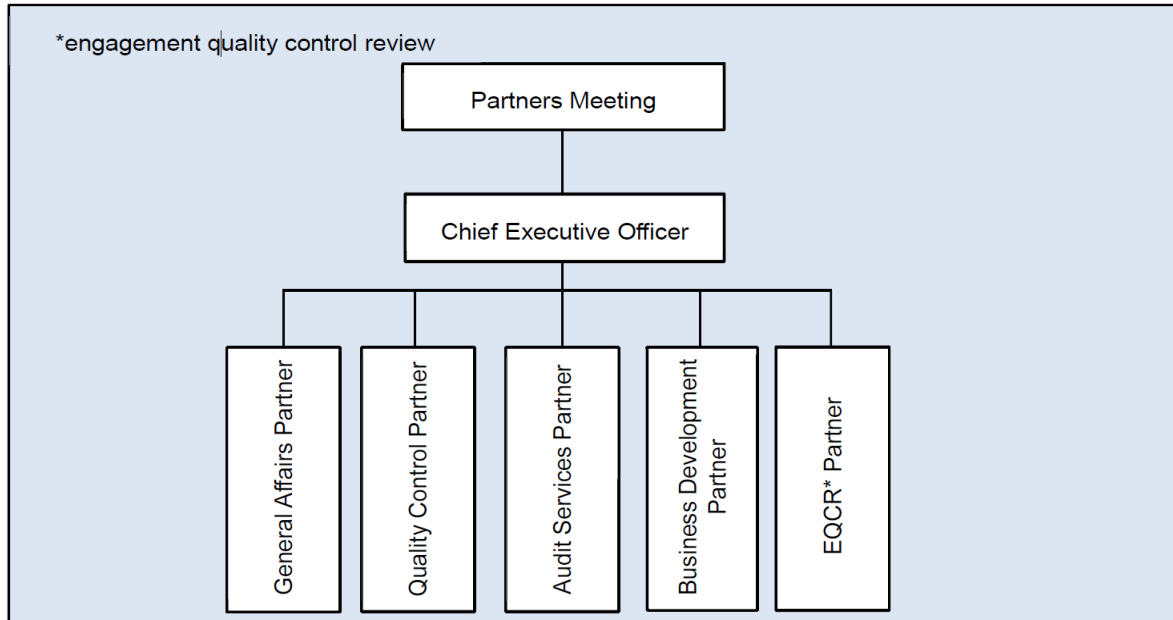 *engagement quality control review
Partners Meeting
Chief Executive Officer
General Affairs Partner
Quality Control Partner
Audit Services Partner
Business Development
Partner
EQCR* Partner